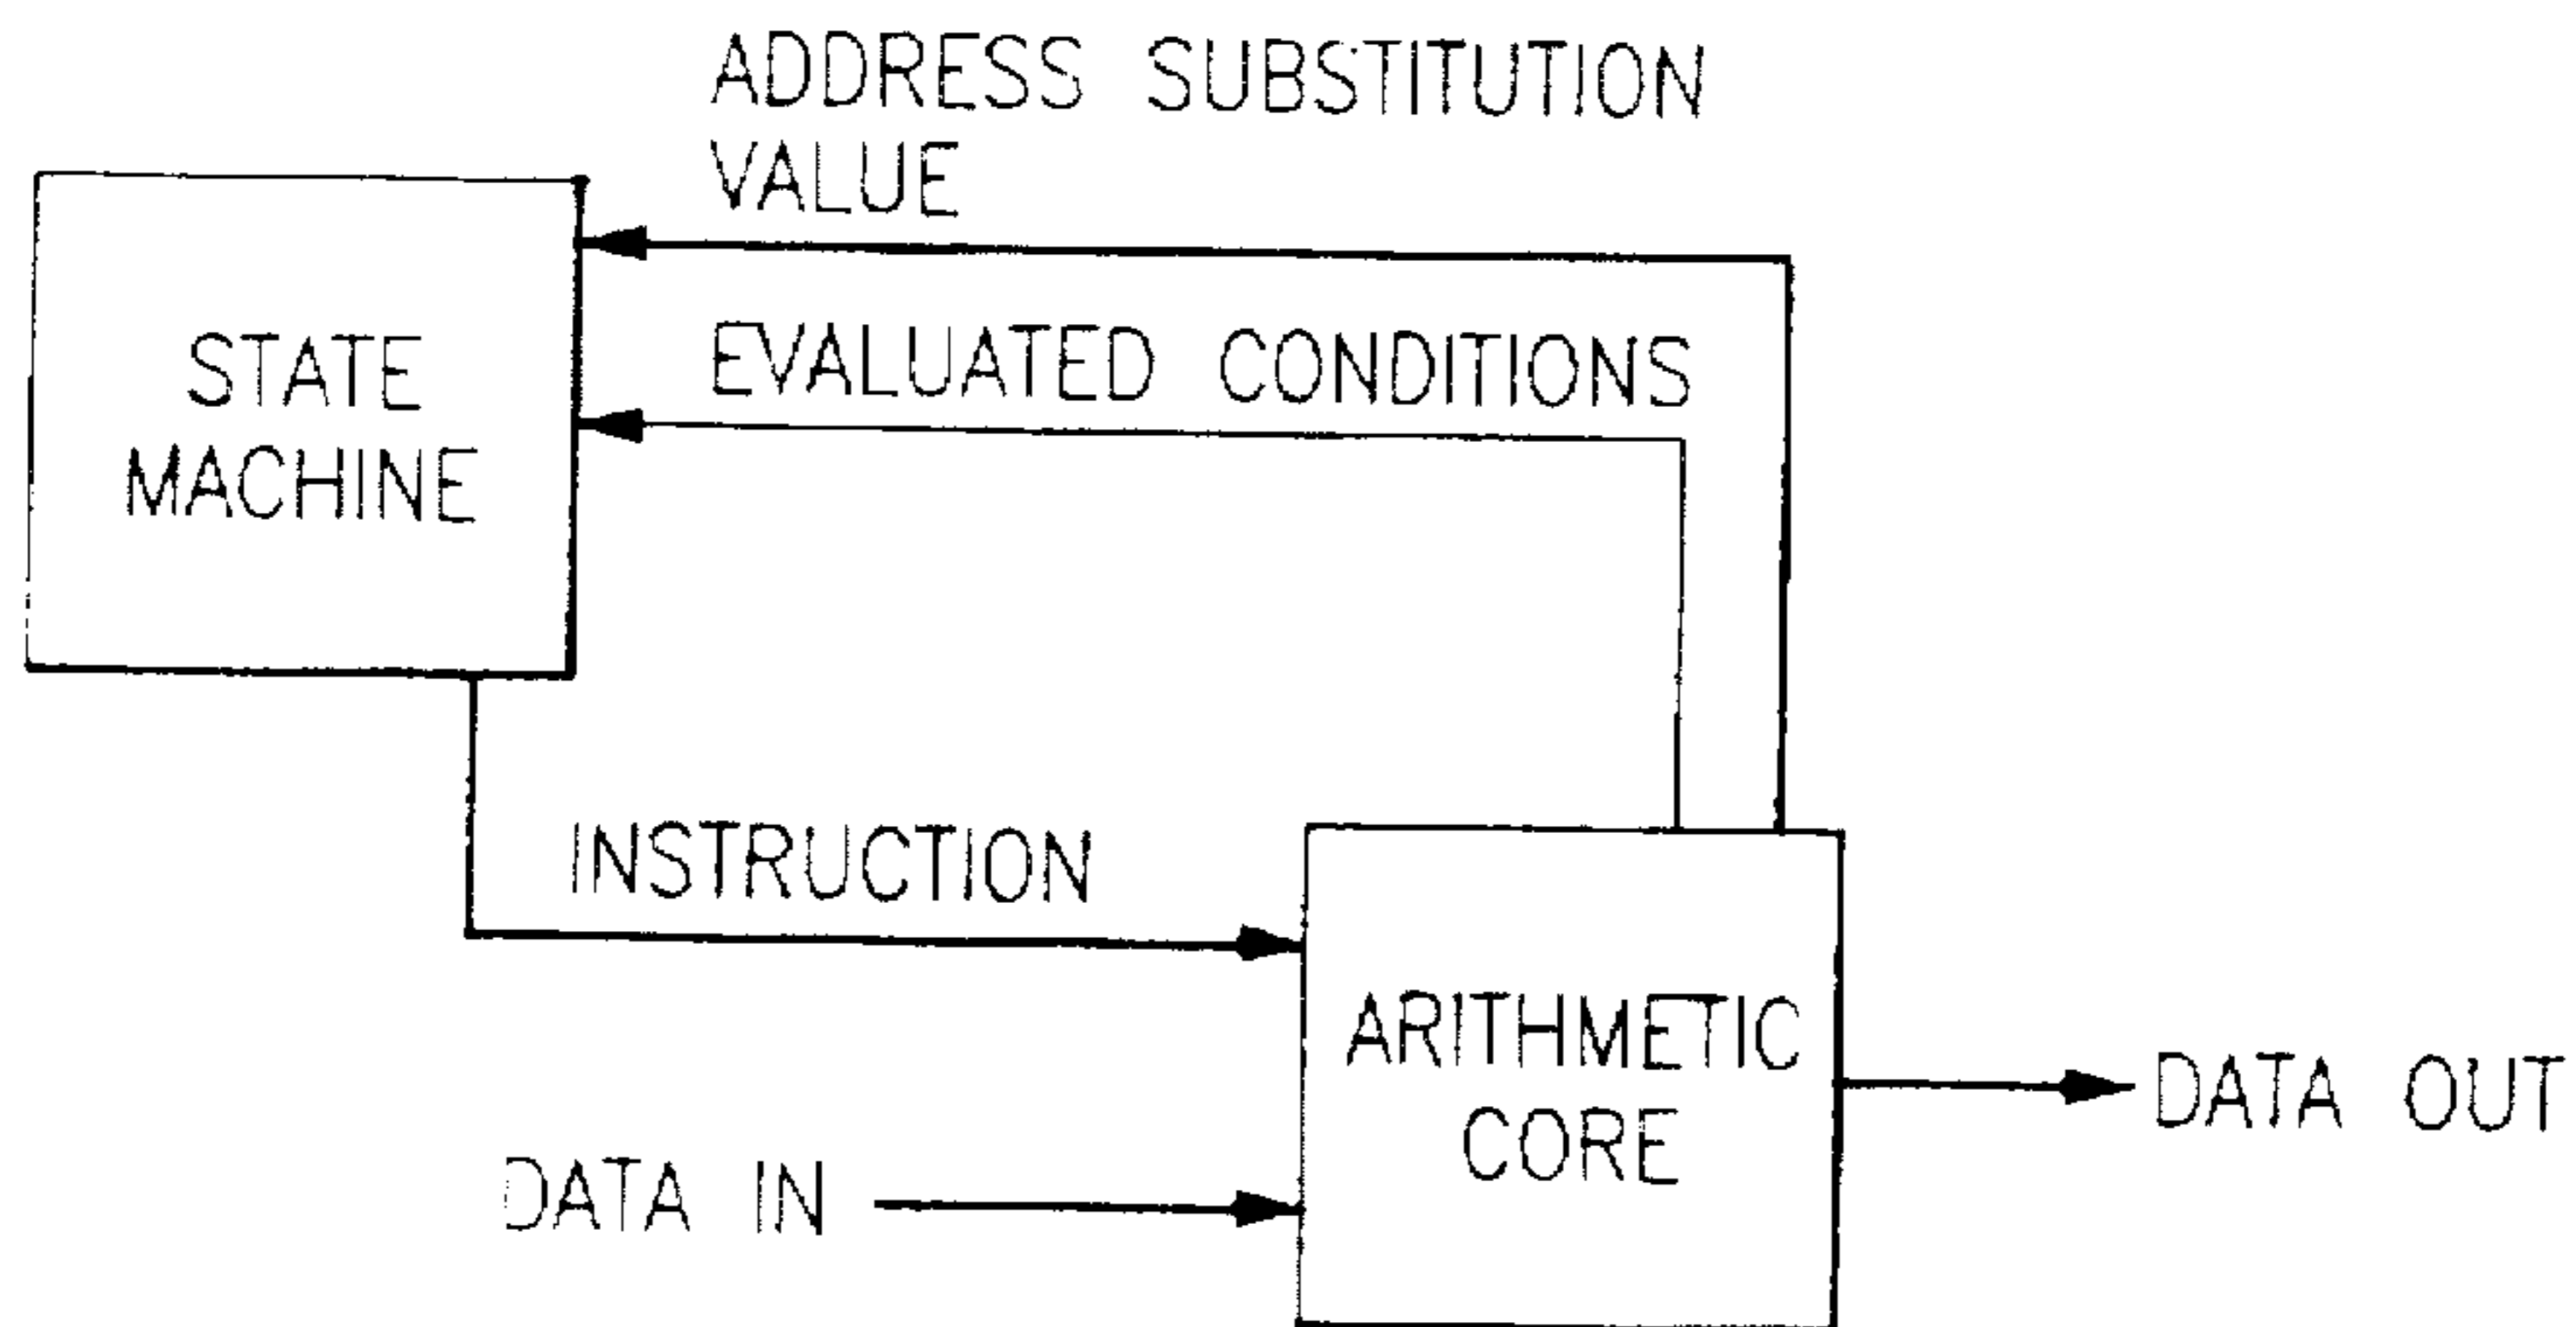 ADDRESS SUBSTITUTION
VALUE
EVALUATED CONDITIONS
STATE
MACHINE
INSTRUCTION
ARITHMETIC
CORE
DATA IN
DATA OUT